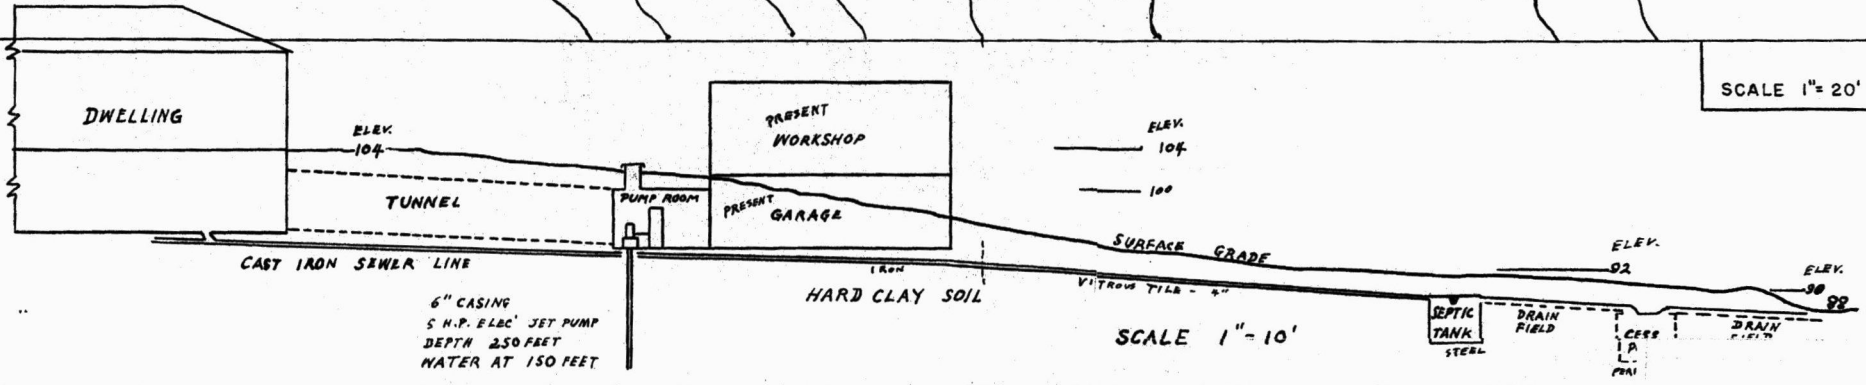 SCALE 1"= 20'
DWELLING
ELEV.
104
PRESENT
WORKSHOP
ELEV.
104
100
TUNNEL
PUMP ROOM
PRESENT
GARAGE
SURFACE GRADE
ELEV.
92
ELEV.
90
88
CAST IRON SEWER LINE
IRON
HARD CLAY SOIL
VITROUS TILE - 4"
6" CASING
5 H.P. ELEC' JET PUMP
DEPTH 250 FEET
WATER AT 150 FEET
SCALE 1"-10'
SEPTIC
TANK
STEEL
DRAIN
FIELD
CESS
DRAIN